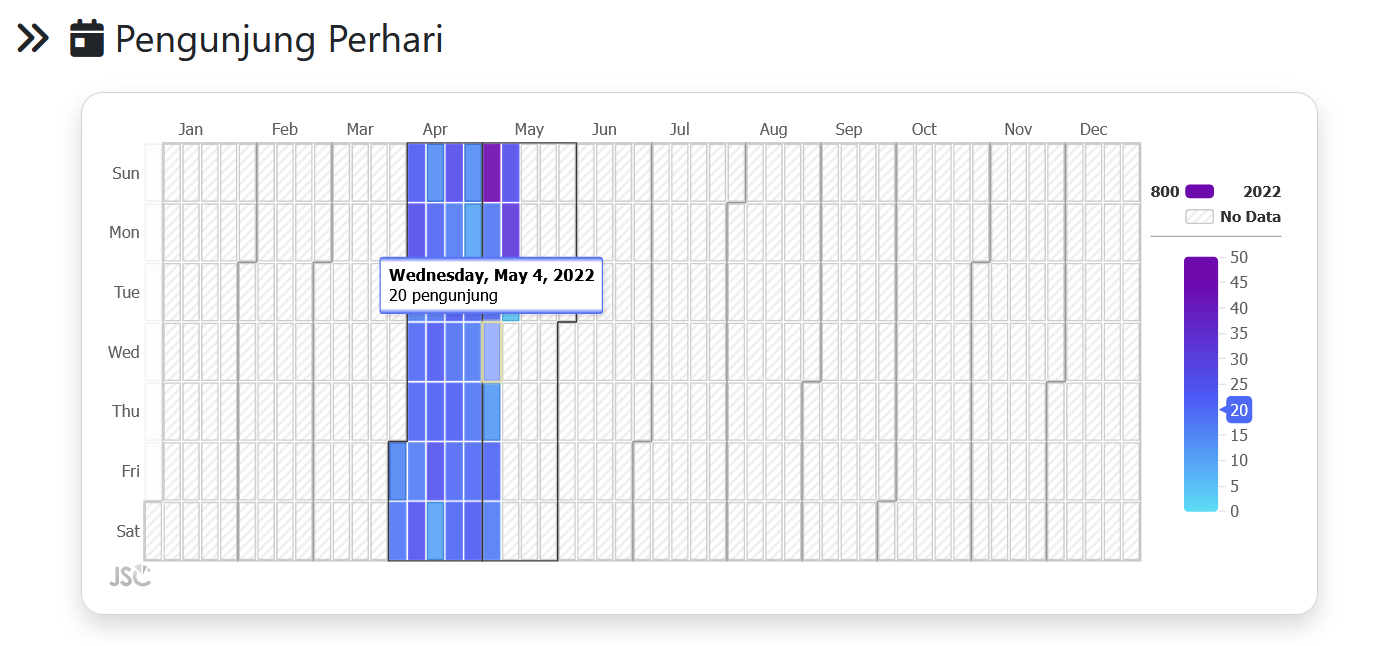 Pengunjung Perhari
Jan Feb Mar Apr May Jun Jul Aug Sep Oct Nov Dec
Sun
Mon
Tue
Wed
Thu
Fri
Sat
Wednesday, May 4, 2022
20 pengunjung
800 2022
No Data
50
45
40
35
30
25
20
15
10
5
0
JSC